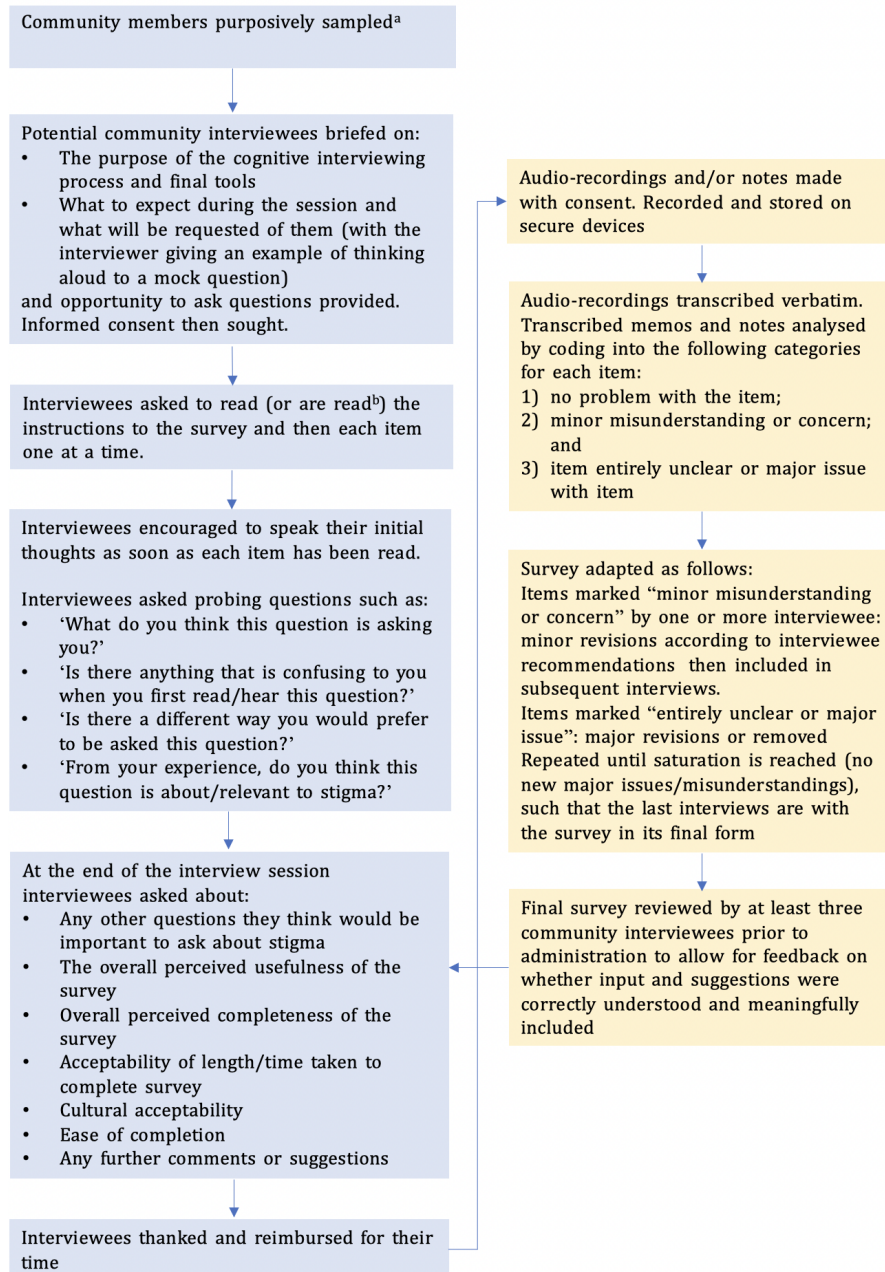 Community members purposively sampledᵃ
Potential community interviewees briefed on:
• The purpose of the cognitive interviewing
process and final tools
• What to expect during the session and
what will be requested of them (with the
interviewer giving an example of thinking
aloud to a mock question)
and opportunity to ask questions provided.
Informed consent then sought.
Interviewees asked to read (or are readᵇ) the
instructions to the survey and then each item
one at a time.
Interviewees encouraged to speak their initial
thoughts as soon as each item has been read.
Interviewees asked probing questions such as:
• ‘What do you think this question is asking
you?’
• ‘Is there anything that is confusing to you
when you first read/hear this question?’
• ‘Is there a different way you would prefer
to be asked this question?’
• ‘From your experience, do you think this
question is about/relevant to stigma?’
At the end of the interview session
interviewees asked about:
• Any other questions they think would be
important to ask about stigma
• The overall perceived usefulness of the
survey
• Overall perceived completeness of the
survey
• Acceptability of length/time taken to
complete survey
• Cultural acceptability
• Ease of completion
• Any further comments or suggestions
Interviewees thanked and reimbursed for their
time
Audio-recordings and/or notes made
with consent. Recorded and stored on
secure devices
Audio-recordings transcribed verbatim.
Transcribed memos and notes analysed
by coding into the following categories
for each item:
1) no problem with the item;
2) minor misunderstanding or concern;
and
3) item entirely unclear or major issue
with item
Survey adapted as follows:
Items marked “minor misunderstanding
or concern” by one or more interviewee:
minor revisions according to interviewee
recommendations then included in
subsequent interviews.
Items marked “entirely unclear or major
issue”: major revisions or removed
Repeated until saturation is reached (no
new major issues/misunderstandings),
such that the last interviews are with
the survey in its final form
Final survey reviewed by at least three
community interviewees prior to
administration to allow for feedback on
whether input and suggestions were
correctly understood and meaningfully
included